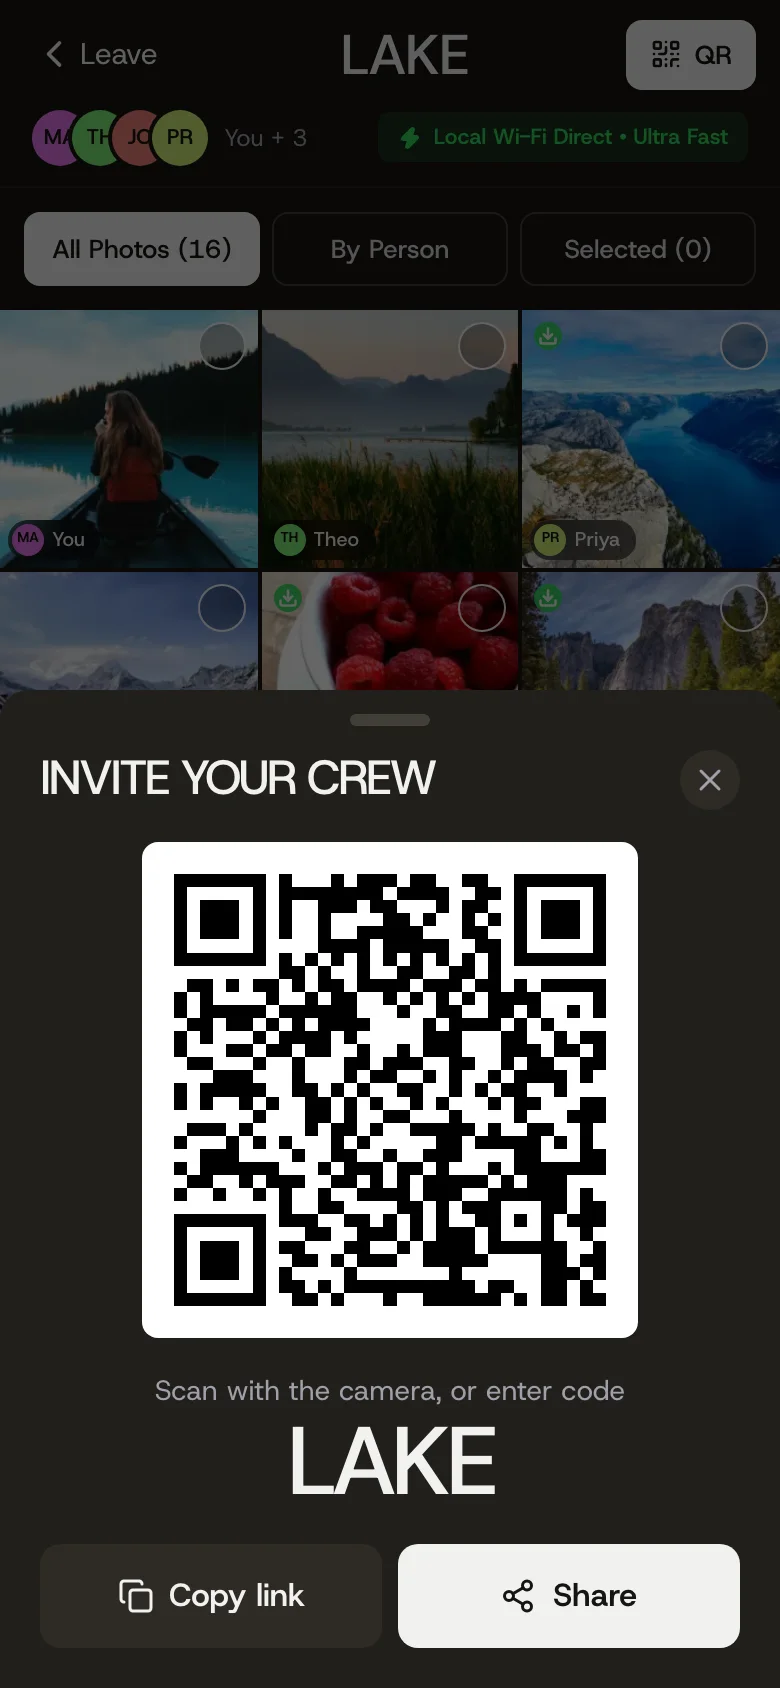 Leave
LAKE
QR
MA TH JO PR
You + 3
Local Wi-Fi Direct • Ultra Fast
All Photos (16)
By Person
Selected (0)
MA You
TH Theo
PR Priya
INVITE YOUR CREW
Scan with the camera, or enter code
LAKE
Copy link
Share